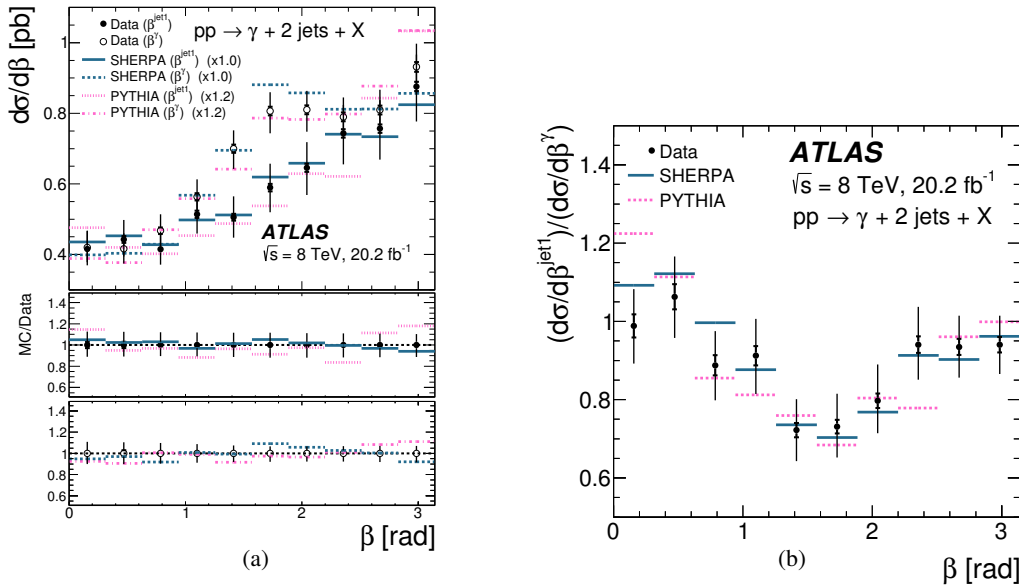 dσ/dβ [pb]
1
0.8
0.6
0.4
Data (β^jet1)
Data (β^γ)
SHERPA (β^jet1) (x1.0)
SHERPA (β^γ) (x1.0)
PYTHIA (β^jet1) (x1.2)
PYTHIA (β^γ) (x1.2)
pp → γ + 2 jets + X
ATLAS
√s = 8 TeV, 20.2 fb⁻¹
MC/Data
1.4
1.2
1
0.8
0.6
1.4
1.2
1
0.8
0.6
0 1 2 3
β [rad]
(a)
(dσ/dβ^jet1)/(dσ/dβ^γ)
1.4
1.2
1
0.8
0.6
Data
SHERPA
PYTHIA
ATLAS
√s = 8 TeV, 20.2 fb⁻¹
pp → γ + 2 jets + X
0 1 2 3
β [rad]
(b)